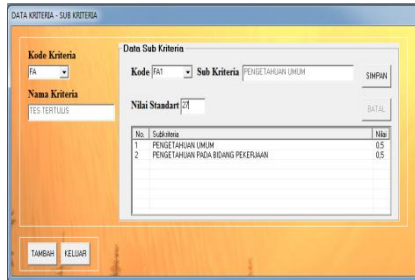 DATA KRITERIA - SUB KRITERIA
Data Sub Kriteria
Kode Kriteria
FA
Kode FA1 Sub Kriteria PENGETAHUAN UMUM SIMPAN
Nama Kriteria
TES TERTULIS
Nilai Standart 27 BATAL
No. Subkriteria Nilai
1 PENGETAHUAN UMUM 0.5
2 PENGETAHUAN PADA BIDANG PEKERJAAN 0.5
TAMBAH KELUAR